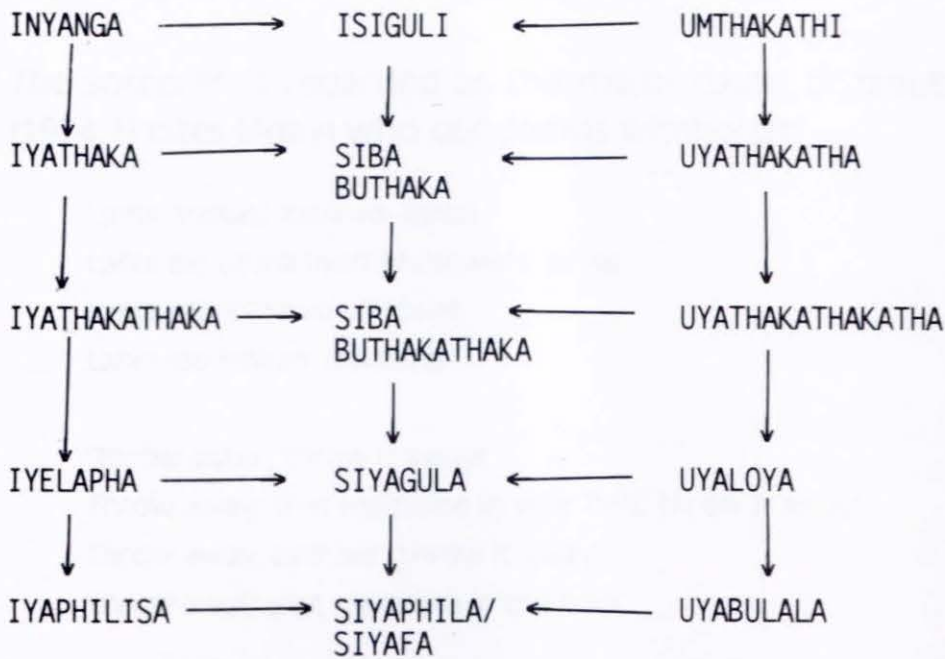 INYANGA ISIGULI UMTHAKATHI
IYATHAKA SIBA UYATHAKATHA
BUTHAKA
IYATHAKATHAKA SIBA UYATHAKATHAKATHA
BUTHAKATHAKA
IYELAPHA SIYAGULA UYALOYA
IYAPHILISA SIYAPHILA/ UYABULALA
SIYAFA